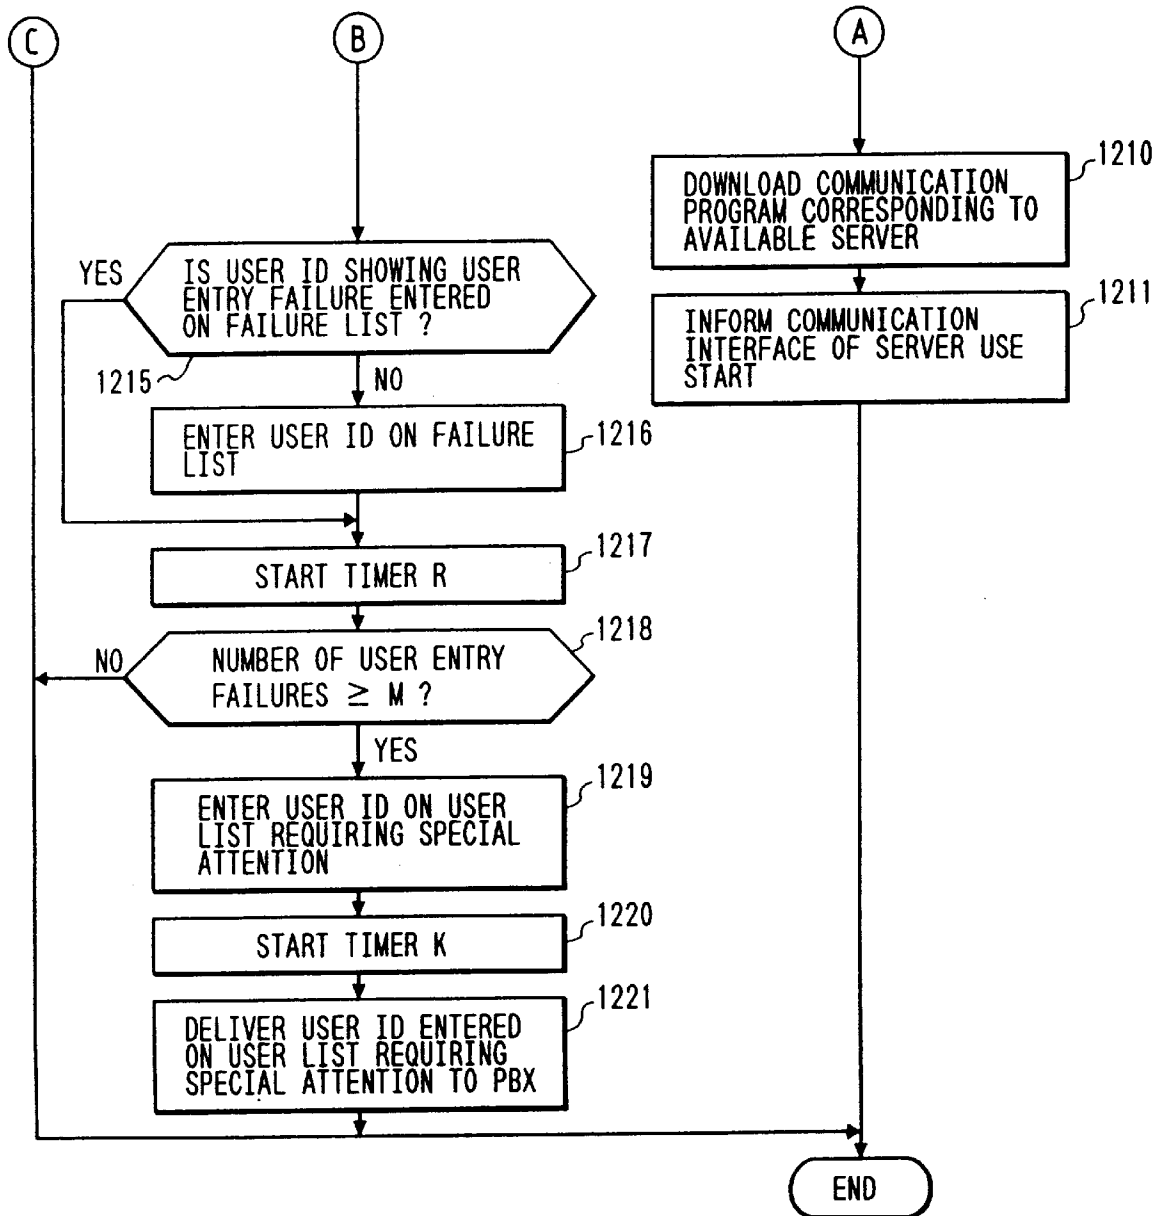 C
B
A
DOWNLOAD COMMUNICATION
PROGRAM CORRESPONDING TO
AVAILABLE SERVER
1210
INFORM COMMUNICATION
INTERFACE OF SERVER USE
START
1211
YES
IS USER ID SHOWING USER
ENTRY FAILURE ENTERED
ON FAILURE LIST ?
1215
NO
ENTER USER ID ON FAILURE
LIST
1216
START TIMER R
1217
NO
NUMBER OF USER ENTRY
FAILURES ≥ M ?
1218
YES
ENTER USER ID ON USER
LIST REQUIRING SPECIAL
ATTENTION
1219
START TIMER K
1220
DELIVER USER ID ENTERED
ON USER LIST REQUIRING
SPECIAL ATTENTION TO PBX
1221
END